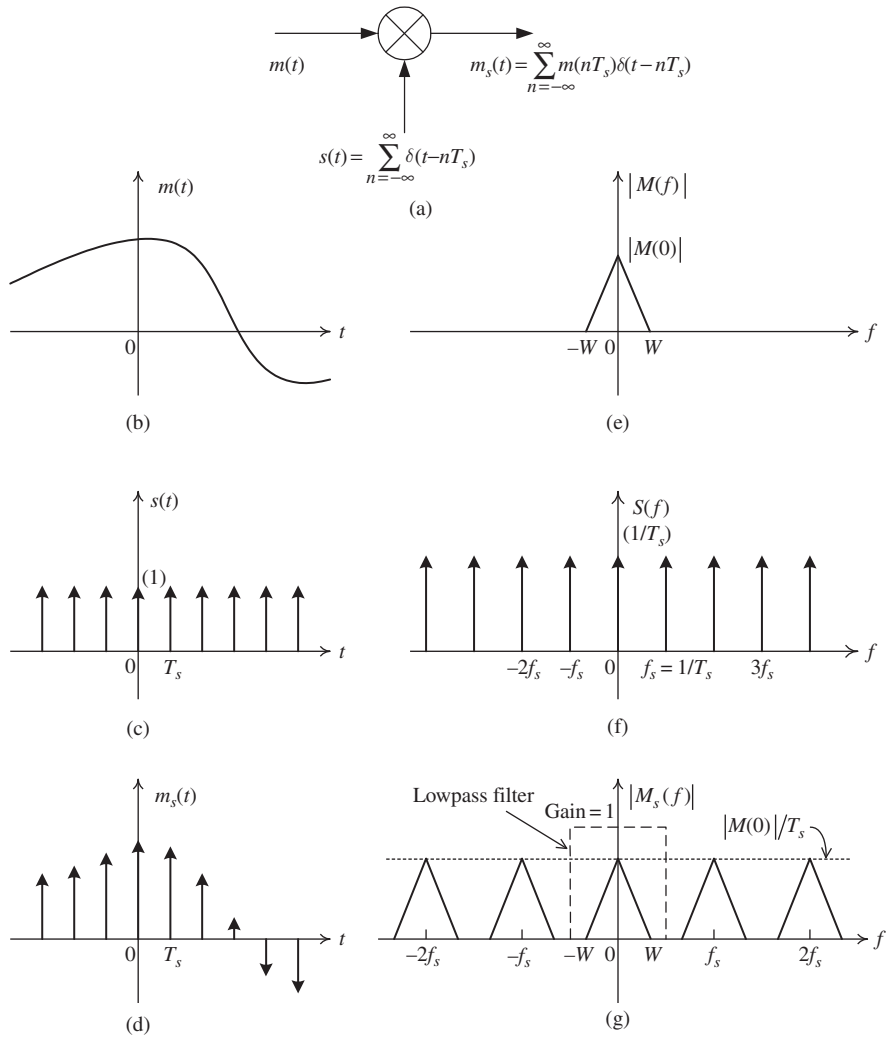 m(t)
m_s(t) = ∑_{n=−∞}^{∞} m(nT_s)δ(t−nT_s)
s(t) = ∑_{n=−∞}^{∞} δ(t−nT_s)
(a)
m(t)
0
t
(b)
|M(f)|
|M(0)|
−W 0 W
f
(e)
s(t)
(1)
0 T_s
t
(c)
S(f)
(1/T_s)
−2f_s −f_s 0 f_s = 1/T_s 3f_s
f
(f)
m_s(t)
0 T_s
t
(d)
Lowpass filter
Gain = 1
|M_s(f)|
|M(0)|/T_s
−2f_s −f_s −W 0 W f_s 2f_s
f
(g)